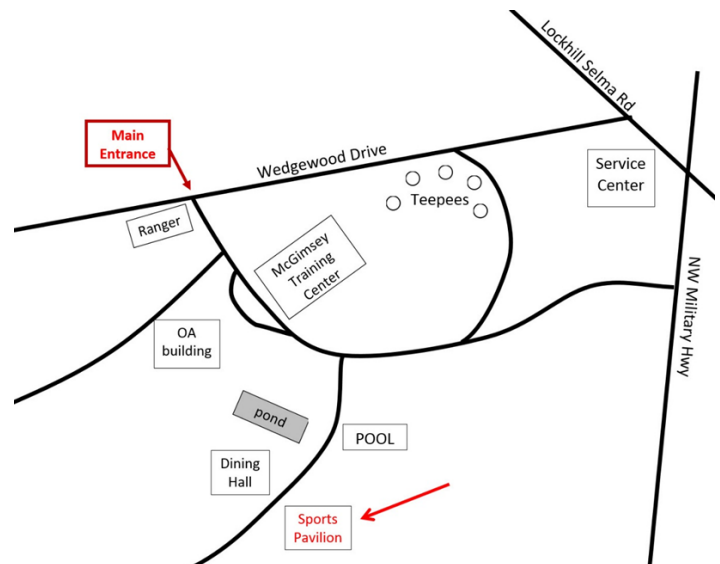 Lockhill Selma Rd
Main
Entrance
Wedgewood Drive
Service
Center
Teepees
Ranger
McGimsey
Training
Center
NW Military Hwy
OA
building
pond
POOL
Dining
Hall
Sports
Pavilion